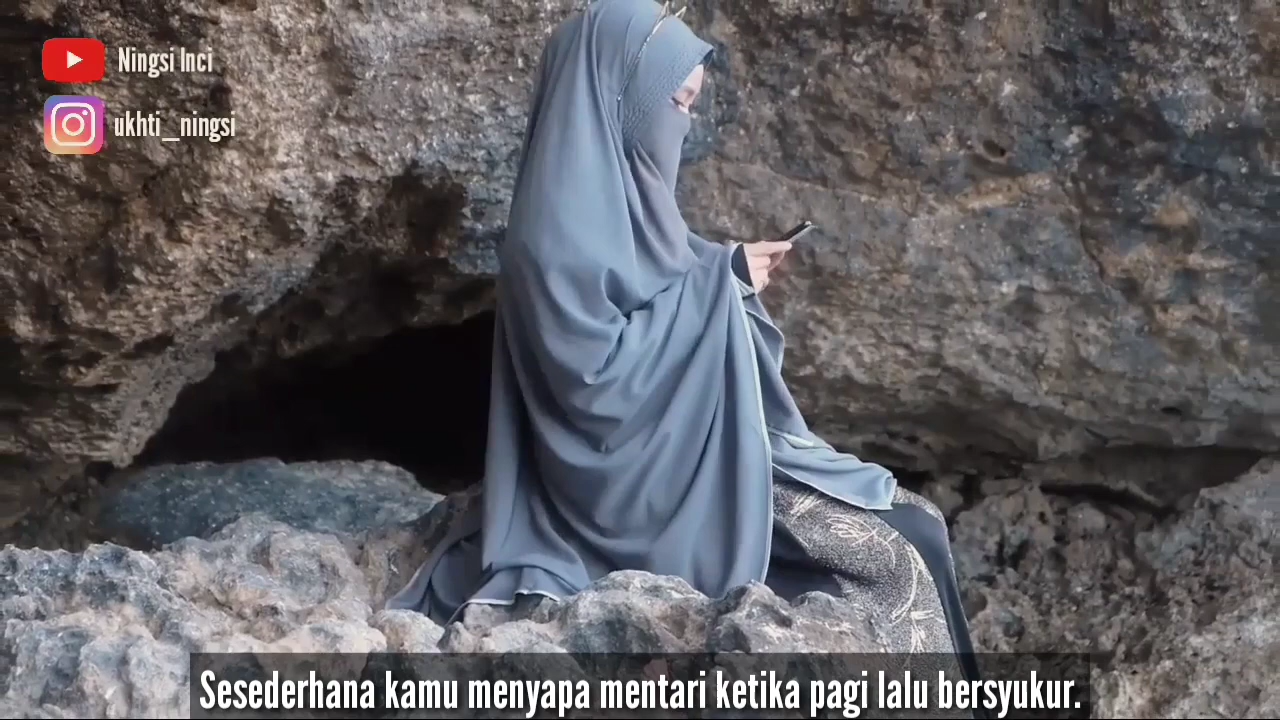 Ningsi Inci
ukhti_ningsi
Sesederhana kamu menyapa mentari ketika pagi lalu bersyukur.